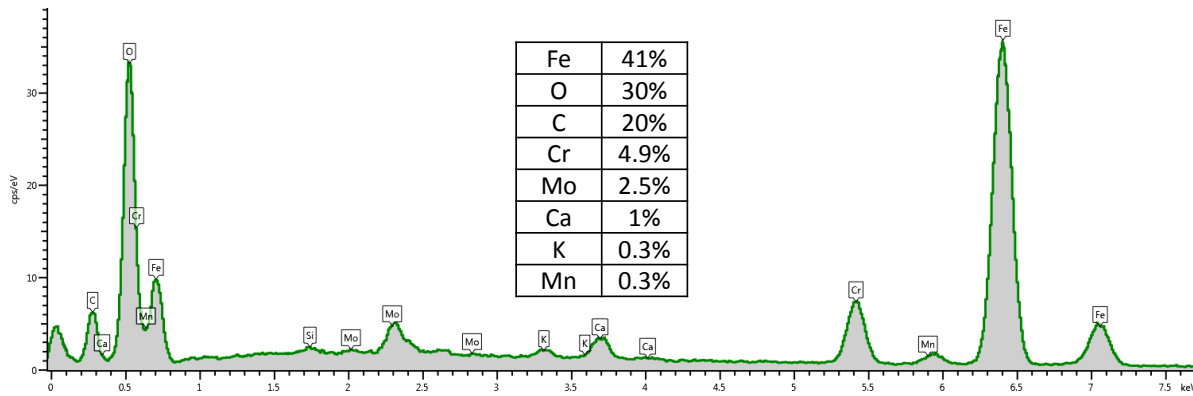 cps/eV
30
20
10
0
O
Cr
Fe
Mn
C
Ca
Si
Mo
Mo
Mo
K
K
Ca
Ca
Cr
Mn
Fe
Fe
Fe 41%
O 30%
C 20%
Cr 4.9%
Mo 2.5%
Ca 1%
K 0.3%
Mn 0.3%
0 0.5 1 1.5 2 2.5 3 3.5 4 4.5 5 5.5 6 6.5 7 7.5 keV